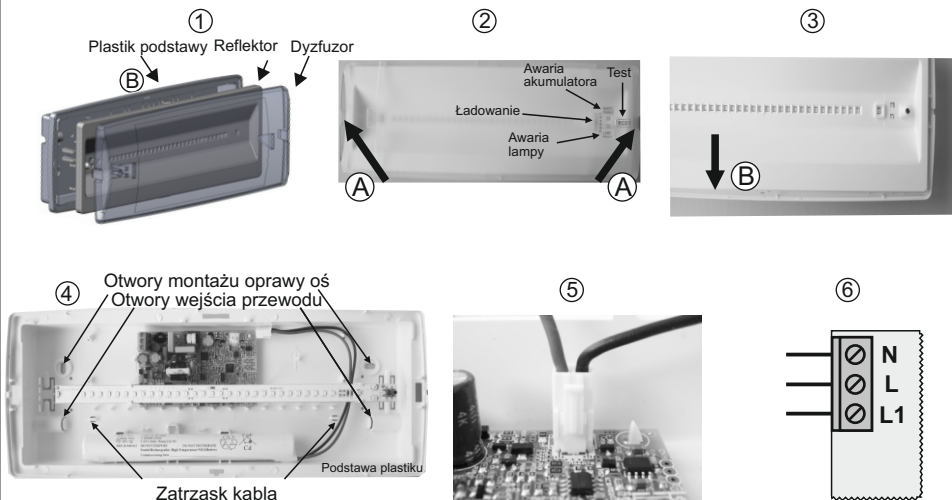 ①
Plastik podstawy Reflektor Dyzfuzor
B
②
Awaria akumulatora
Test
Ładowanie
Awaria lampy
A
A
③
B
④
Otwory montażu oprawy oś
Otwory wejścia przewodu
Podstawa plastiku
Zatrzask kabla
⑤
⑥
N
L
L1